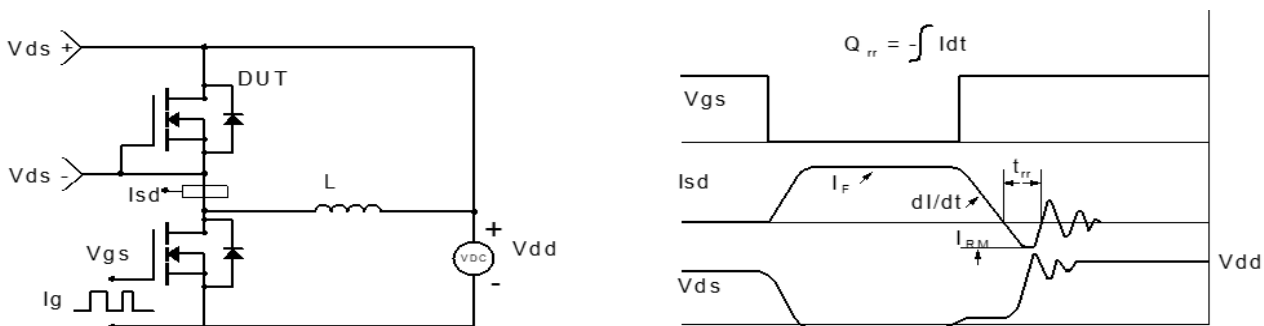 Vds +
DUT
Vds -
Isd
L
Vgs
Ig
VDC
+
-
Vdd
Q rr = -∫ Idt
Vgs
Isd
I F
dI/dt
t rr
I RM
Vds
Vdd